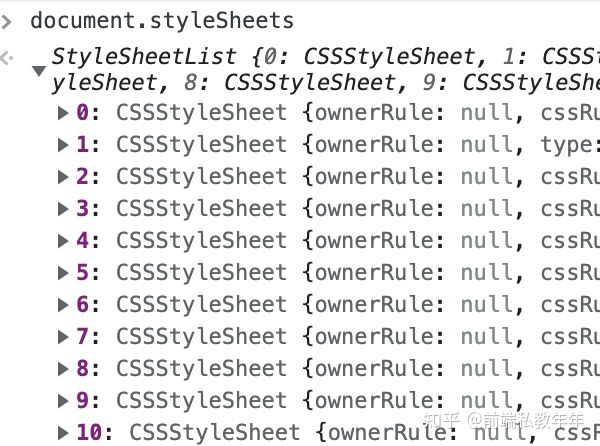 > document.styleSheets
StyleSheetList {0: CSSStyleSheet, 1: CSSS
yleSheet, 8: CSSStyleSheet, 9: CSSStyleShe
0: CSSStyleSheet {ownerRule: null, cssRu
1: CSSStyleSheet {ownerRule: null, type:
2: CSSStyleSheet {ownerRule: null, cssRu
3: CSSStyleSheet {ownerRule: null, cssRu
4: CSSStyleSheet {ownerRule: null, cssRu
5: CSSStyleSheet {ownerRule: null, cssRu
6: CSSStyleSheet {ownerRule: null, cssRu
7: CSSStyleSheet {ownerRule: null, cssRu
8: CSSStyleSheet {ownerRule: null, cssRu
9: CSSStyleSheet {ownerRule: null, cssRu
10: CSSStyleSheet {ownerRule: null, cssR
知乎 @前端私教年年